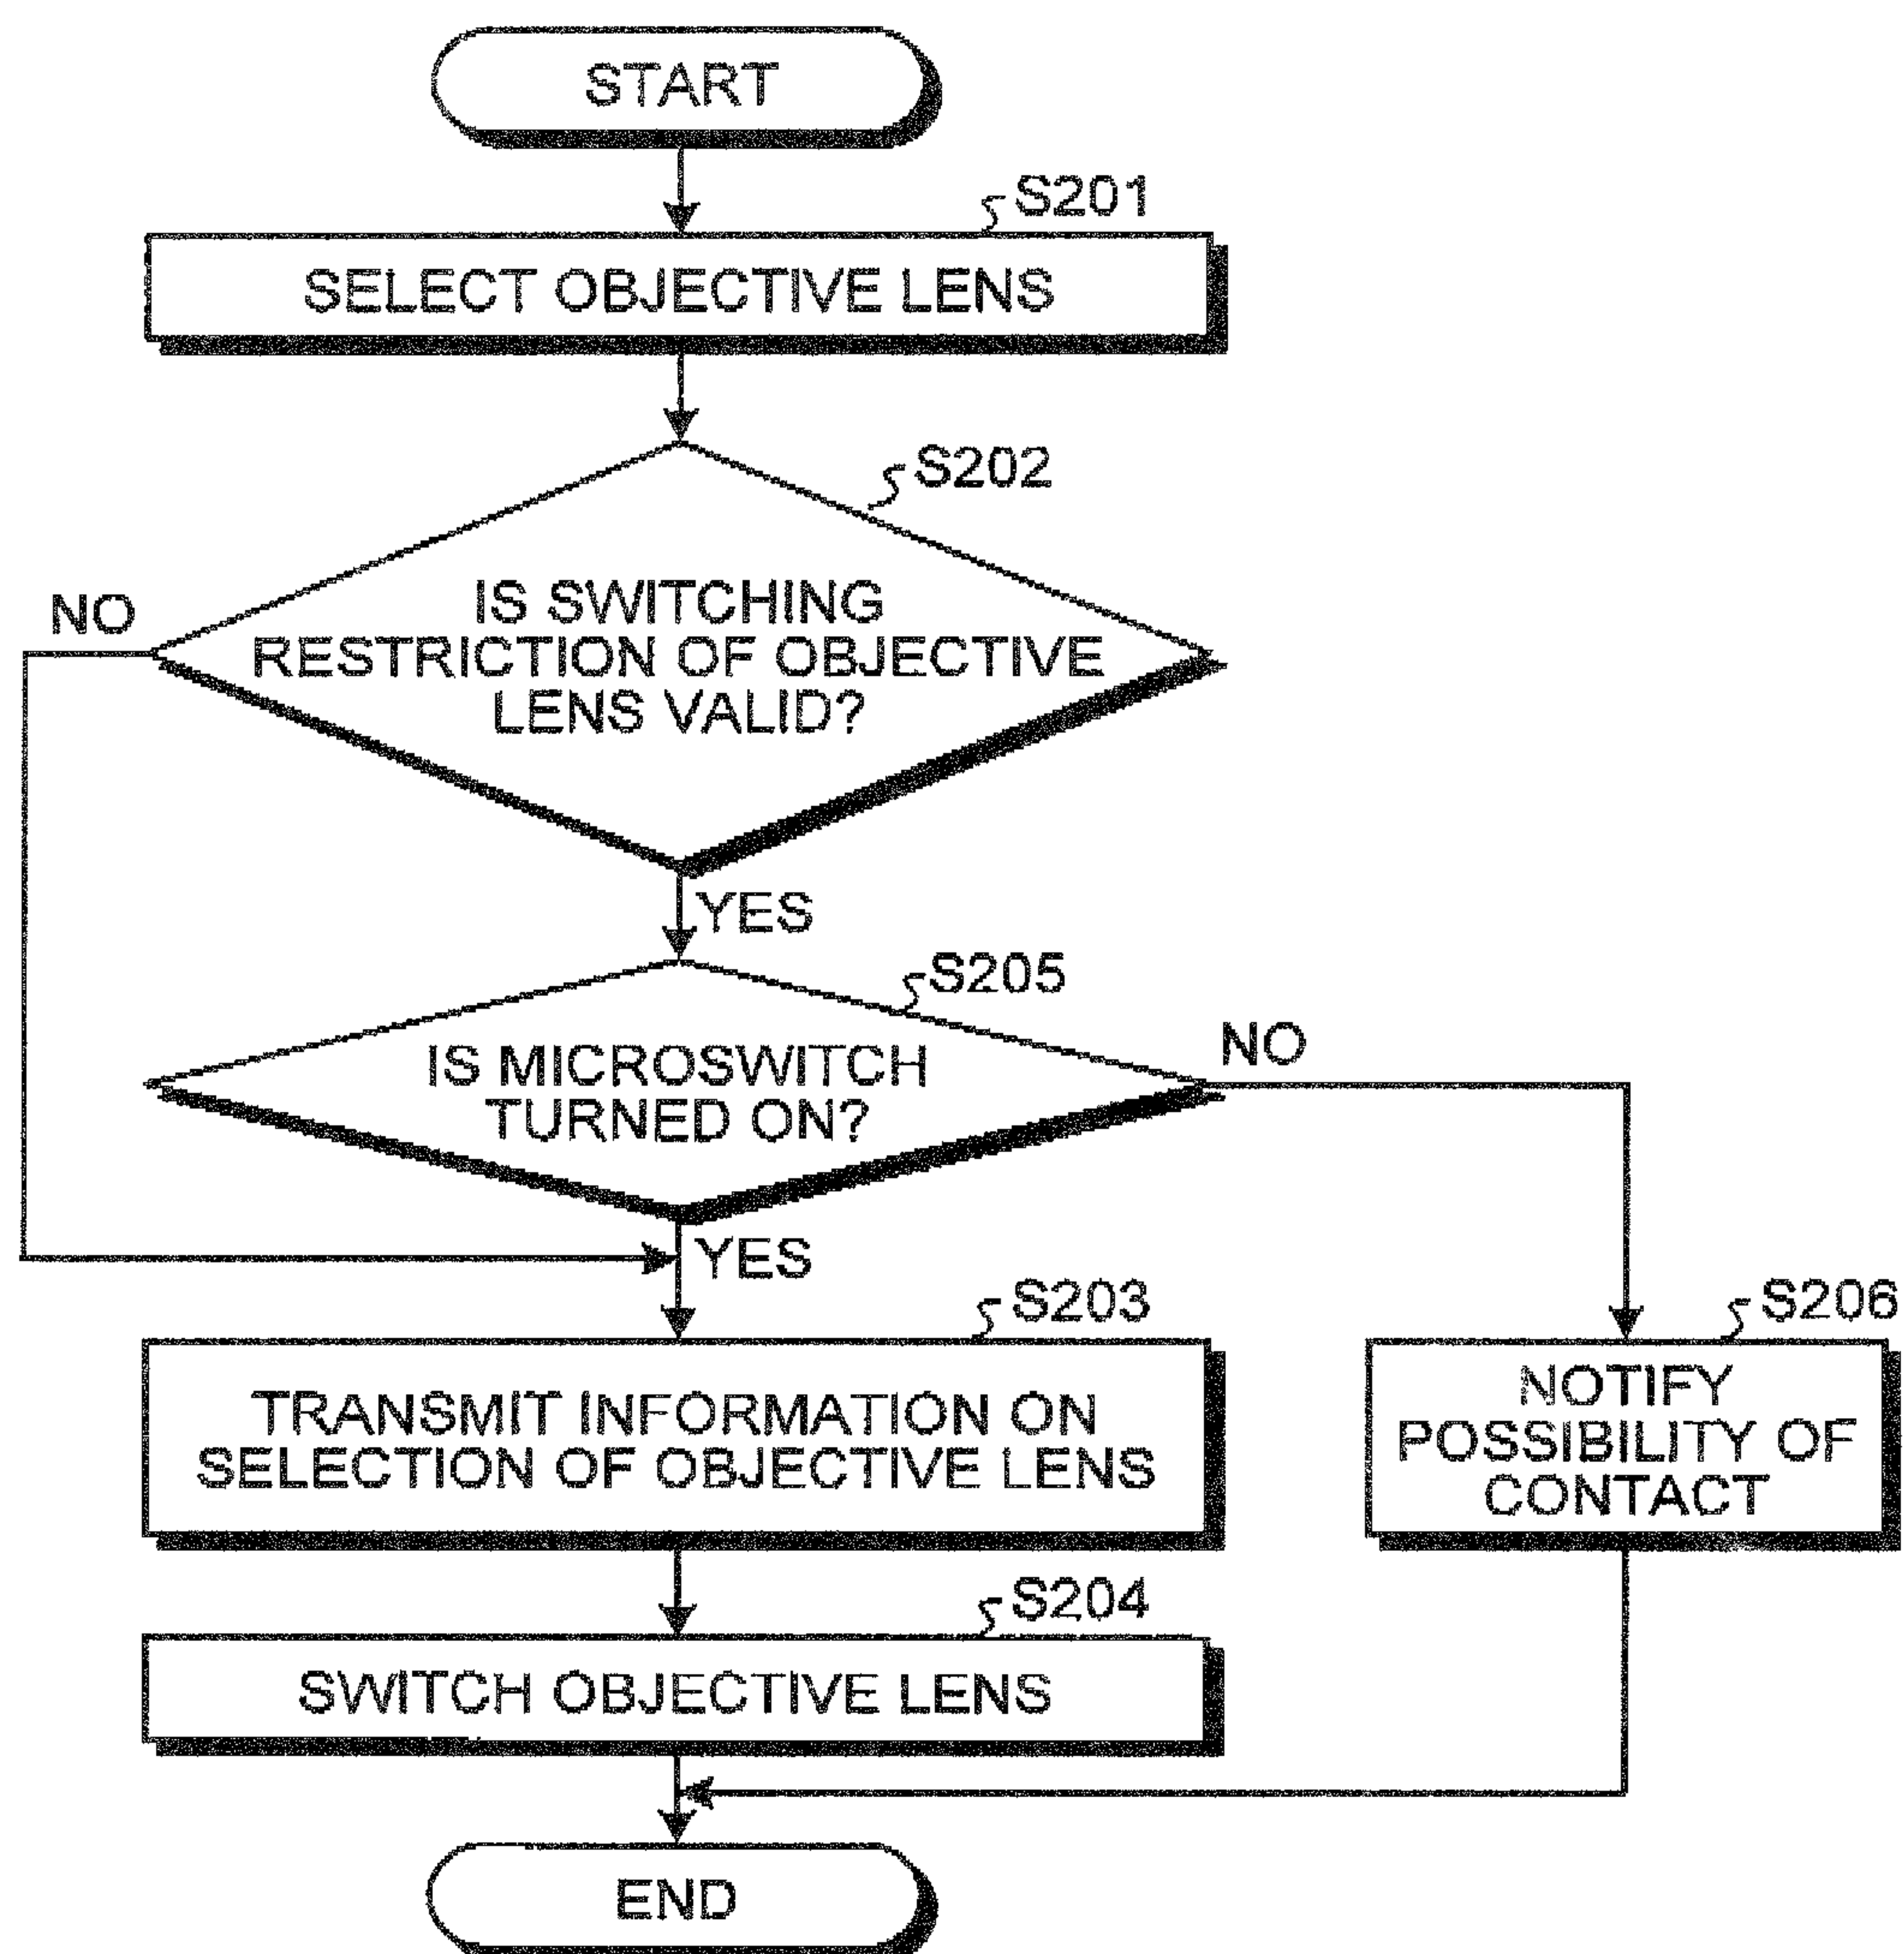 START
S201
SELECT OBJECTIVE LENS
S202
NO
IS SWITCHING
RESTRICTION OF OBJECTIVE
LENS VALID?
YES
S205
IS MICROSWITCH
TURNED ON?
NO
YES
S203
TRANSMIT INFORMATION ON
SELECTION OF OBJECTIVE LENS
S206
NOTIFY
POSSIBILITY OF
CONTACT
S204
SWITCH OBJECTIVE LENS
END